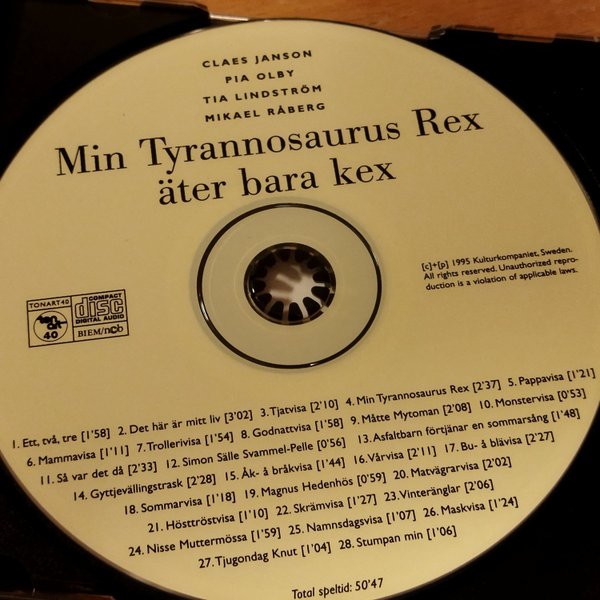 CLAES JANSON
PIA OLBY
TIA LINDSTRÖM
MIKAEL RÅBERG
Min Tyrannosaurus Rex
äter bara kex
[c]+[p] 1995 Kulturkompaniet, Sweden.
All rights reserved. Unauthorized repro-
duction is a violation of applicable laws.
TONART40
ton art
40
COMPACT
disc
DIGITAL AUDIO
BIEM/ncb
1. Ett, två, tre [1'58] 2. Det här är mitt liv [3'02] 3. Tjatvisa [2'10] 4. Min Tyrannosaurus Rex [2'37] 5. Pappavisa [1'21]
6. Mammavisa [1'11] 7. Trollerivisa [1'54] 8. Godnattvisa [1'58] 9. Måtte Mytoman [2'08] 10. Monstervisa [0'53]
11. Så var det då [2'33] 12. Simon Sälle Svammel-Pelle [0'56] 13. Asfaltbarn förtjänar en sommarsång [1'48]
14. Gyttjevällingstrask [2'28] 15. Åk- å bråkvisa [1'44] 16. Vårvisa [2'11] 17. Bu- å blävisa [2'27]
18. Sommarvisa [1'18] 19. Magnus Hedenhös [0'59] 20. Matvägrarvisa [2'02]
21. Hösttröstvisa [1'10] 22. Skrämvisa [1'27] 23. Vinteränglar [2'06]
24. Nisse Muttermössa [1'59] 25. Namnsdagsvisa [1'07] 26. Maskvisa [1'24]
27. Tjugondag Knut [1'04] 28. Stumpan min [1'06]
Total speltid: 50'47